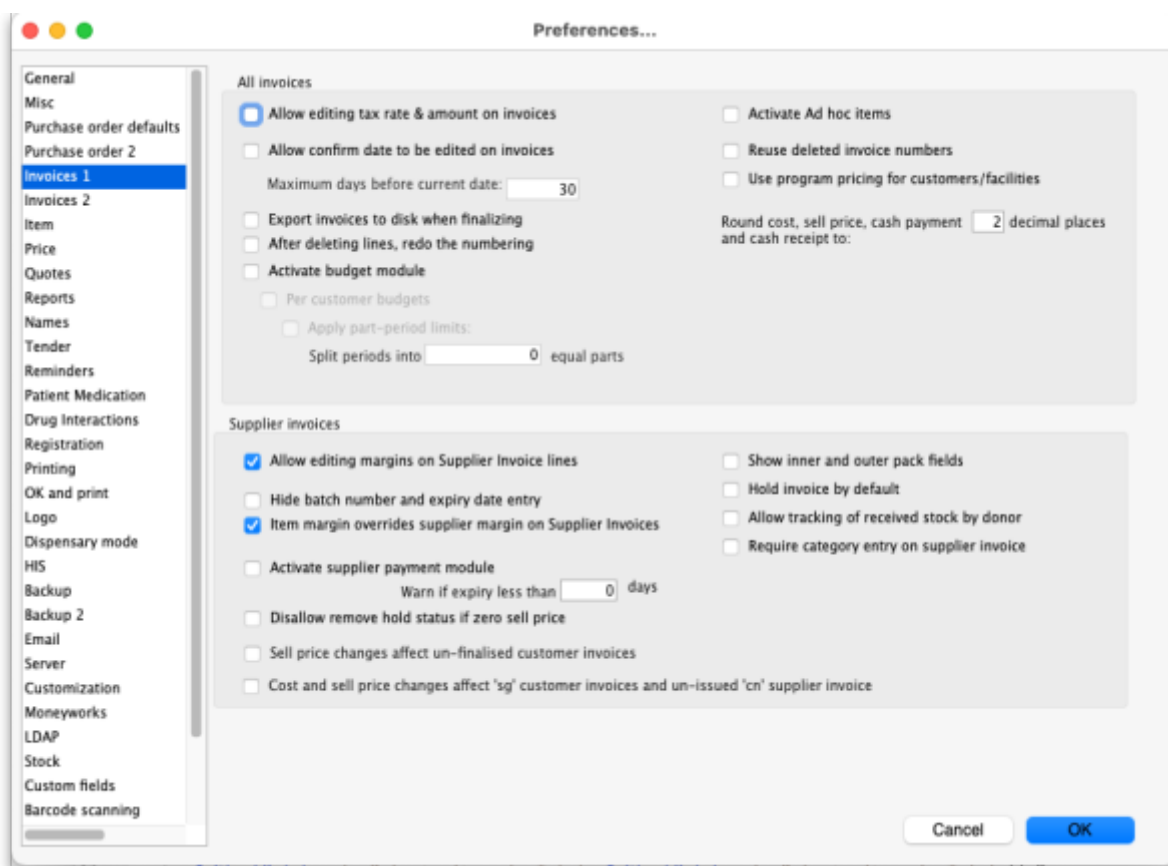 Preferences...
General
Misc
Purchase order defaults
Purchase order 2
Invoices 1
Invoices 2
Item
Price
Quotes
Reports
Names
Tender
Reminders
Patient Medication
Drug Interactions
Registration
Printing
OK and print
Logo
Dispensary mode
HIS
Backup
Backup 2
Email
Server
Customization
Moneyworks
LDAP
Stock
Custom fields
Barcode scanning
All invoices
Allow editing tax rate & amount on invoices
Allow confirm date to be edited on invoices
Maximum days before current date: 30
Export invoices to disk when finalizing
After deleting lines, redo the numbering
Activate budget module
Per customer budgets
Apply part-period limits:
Split periods into 0 equal parts
Activate Ad hoc items
Reuse deleted invoice numbers
Use program pricing for customers/facilities
Round cost, sell price, cash payment 2 decimal places
and cash receipt to:
Supplier invoices
Allow editing margins on Supplier Invoice lines
Hide batch number and expiry date entry
Item margin overrides supplier margin on Supplier Invoices
Activate supplier payment module
Warn if expiry less than 0 days
Disallow remove hold status if zero sell price
Sell price changes affect un-finalised customer invoices
Cost and sell price changes affect 'sg' customer invoices and un-issued 'cn' supplier invoice
Show inner and outer pack fields
Hold invoice by default
Allow tracking of received stock by donor
Require category entry on supplier invoice
Cancel
OK